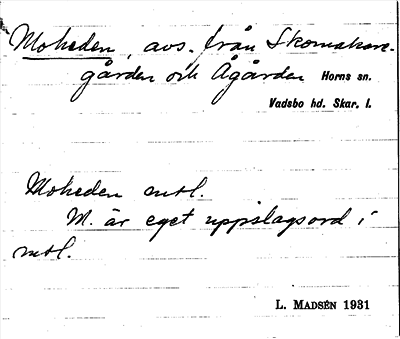 Moheden, avs. från Skomakare-
gården och Ågården Horns sn.
Vadsbo hd. Skar. l.
Moheden mtl.
M. är eget uppslagsord i
mtl.
L. MADSÉN 1931